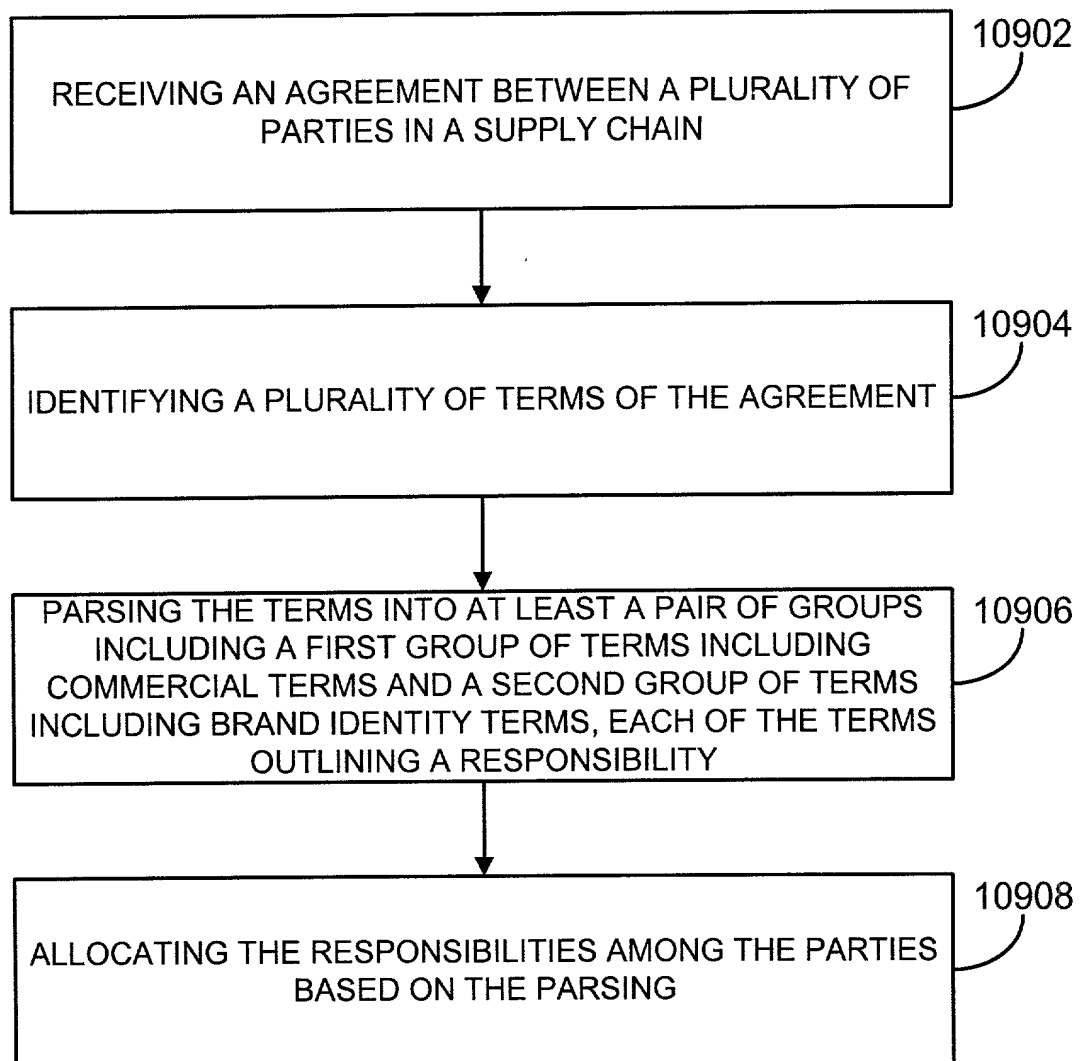 10902
RECEIVING AN AGREEMENT BETWEEN A PLURALITY OF
PARTIES IN A SUPPLY CHAIN
10904
IDENTIFYING A PLURALITY OF TERMS OF THE AGREEMENT
10906
PARSING THE TERMS INTO AT LEAST A PAIR OF GROUPS
INCLUDING A FIRST GROUP OF TERMS INCLUDING
COMMERCIAL TERMS AND A SECOND GROUP OF TERMS
INCLUDING BRAND IDENTITY TERMS, EACH OF THE TERMS
OUTLINING A RESPONSIBILITY
10908
ALLOCATING THE RESPONSIBILITIES AMONG THE PARTIES
BASED ON THE PARSING